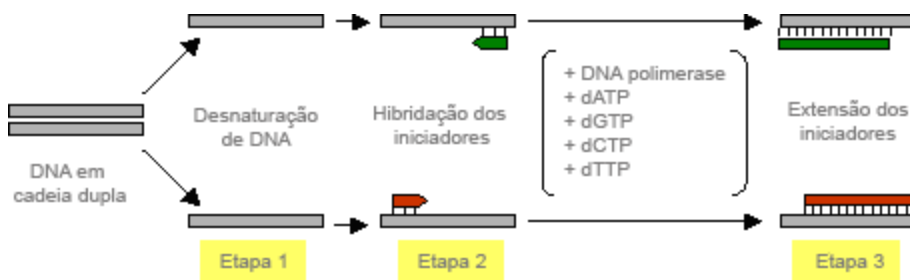 DNA em
cadeia dupla
Desnaturação
de DNA
Hibridação dos
iniciadores
+ DNA polimerase
+ dATP
+ dGTP
+ dCTP
+ dTTP
Extensão dos
iniciadores
Etapa 1
Etapa 2
Etapa 3